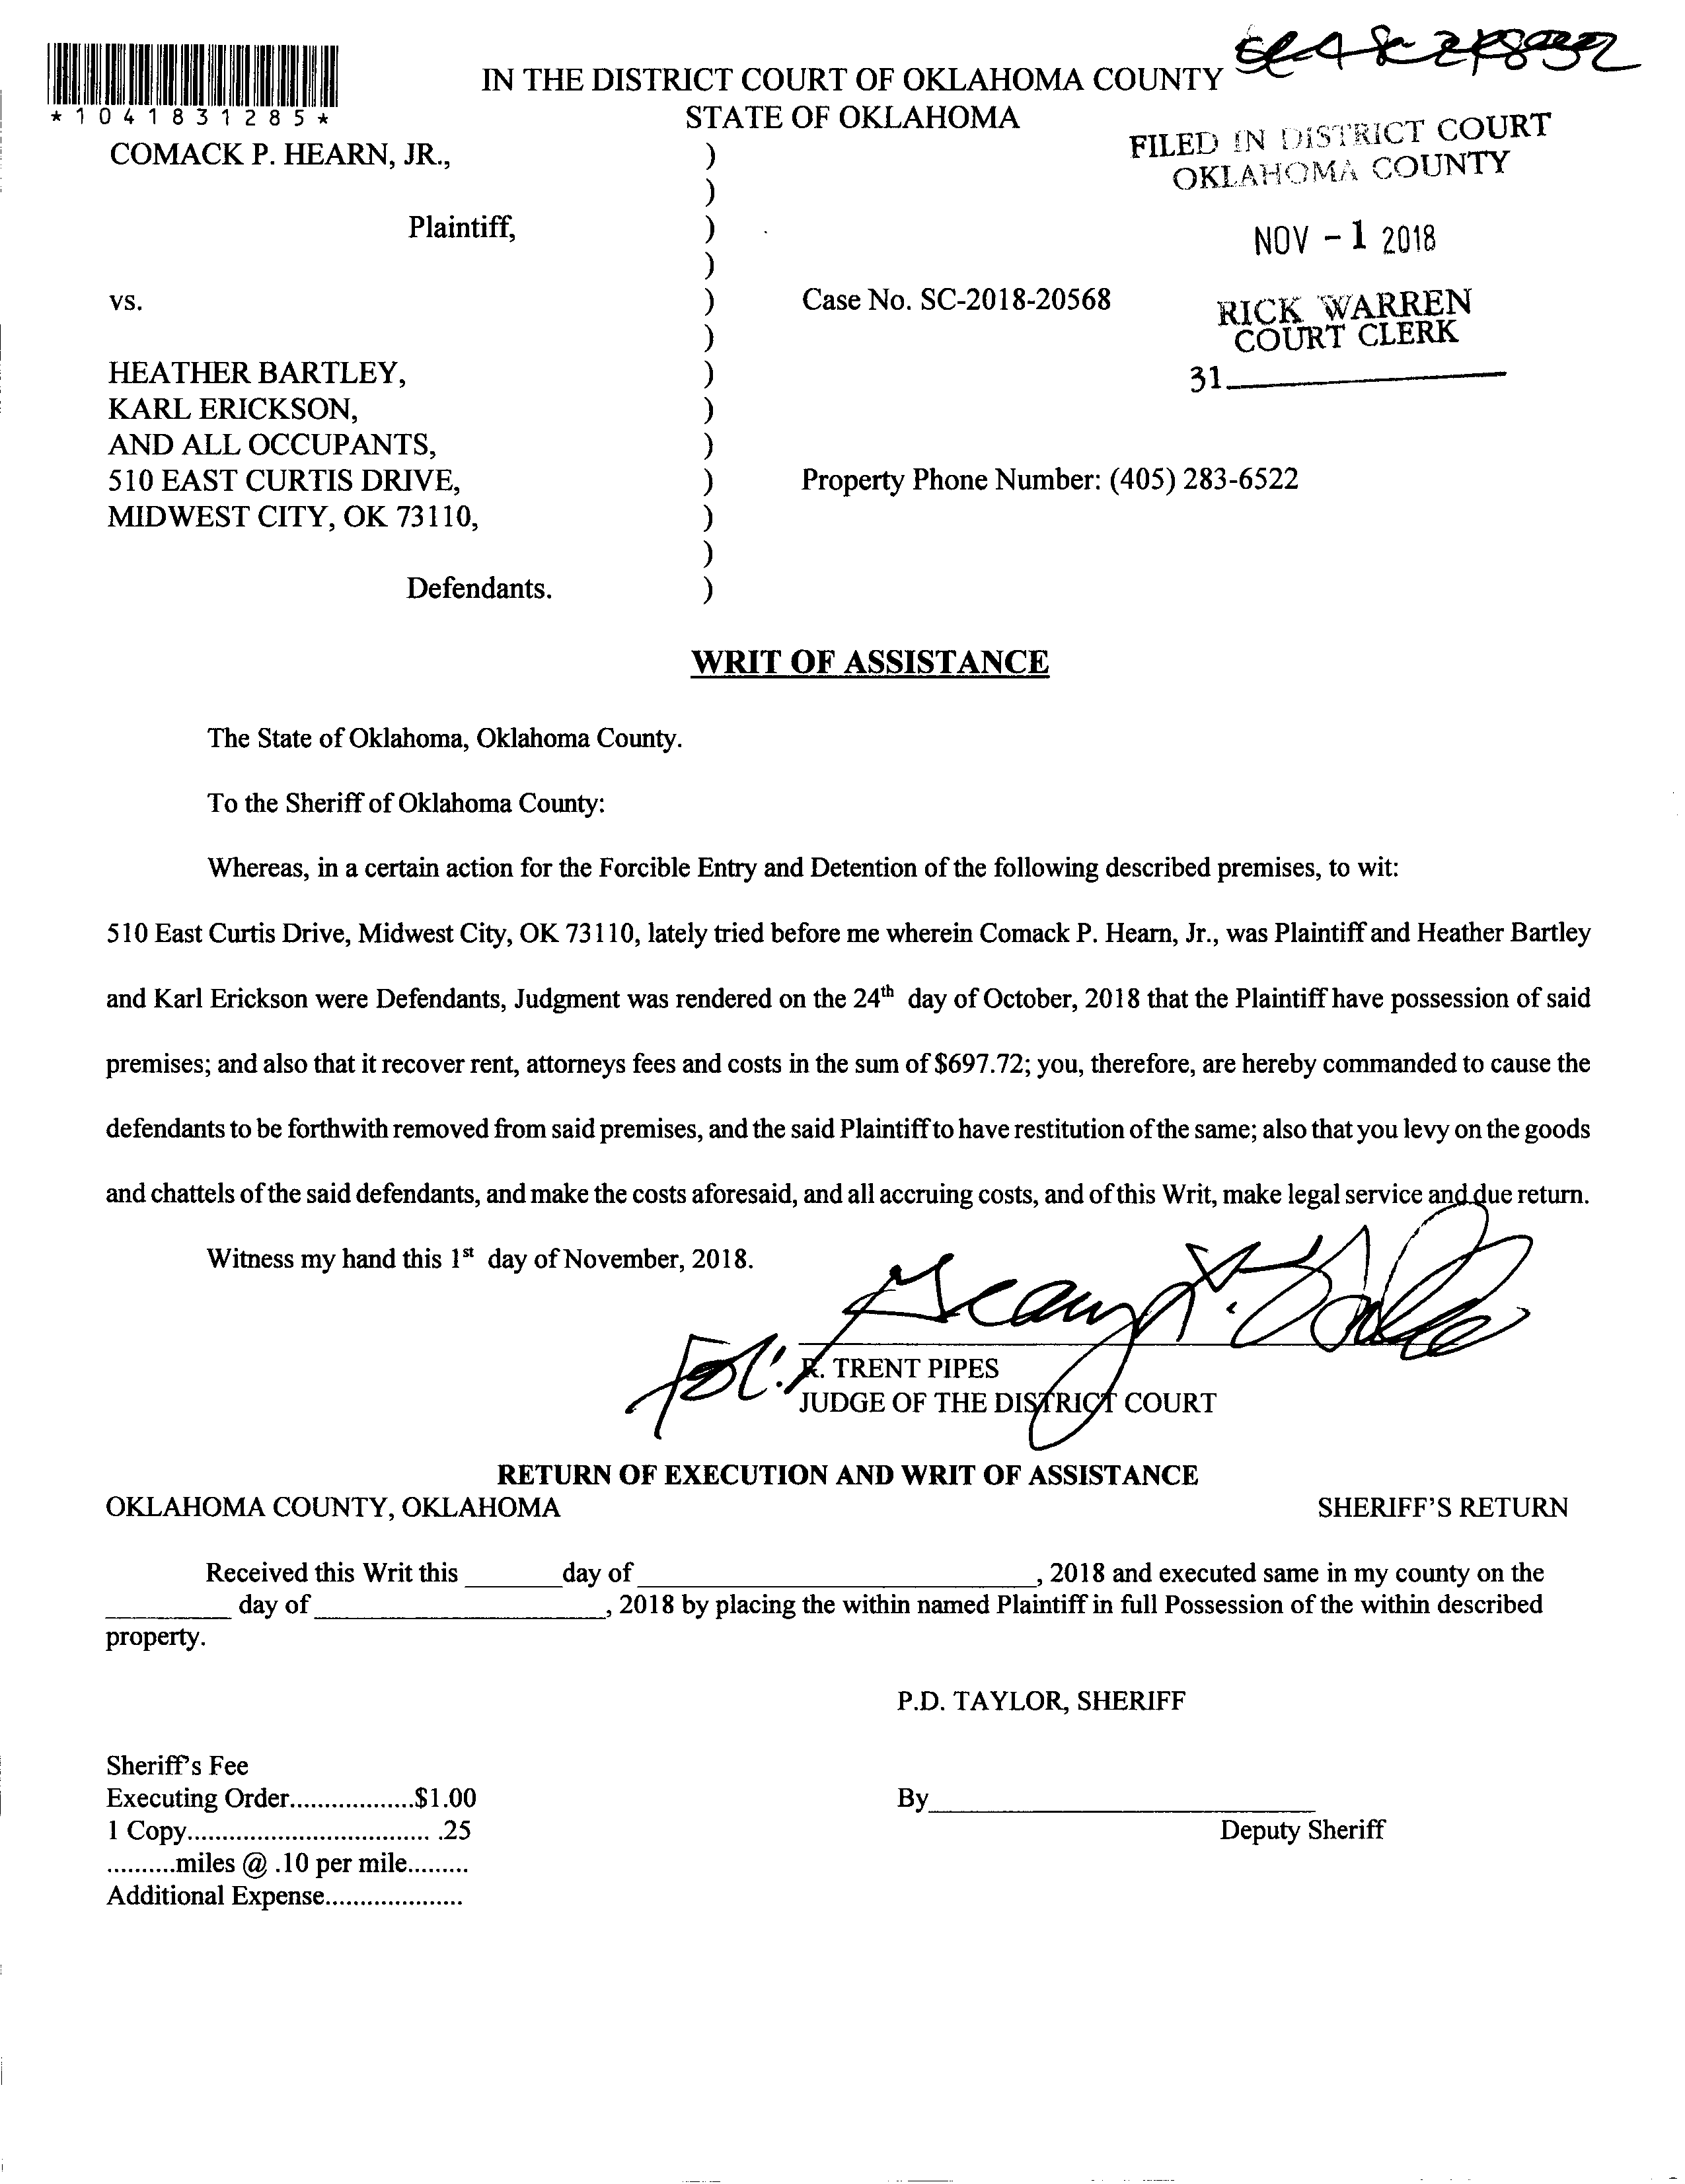 IN THE DISTRICT COURT OF OKLAHOMA COUNTY
STATE OF OKLAHOMA
*1041831285*
FILED IN DISTRICT COURT
OKLAHOMA COUNTY
COMACK P. HEARN, JR., )
)
Plaintiff, )
NOV - 1 2018
)
vs. ) Case No. SC-2018-20568
RICK WARREN
COURT CLERK
)
HEATHER BARTLEY, )
31
KARL ERICKSON, )
AND ALL OCCUPANTS, )
510 EAST CURTIS DRIVE, ) Property Phone Number: (405) 283-6522
MIDWEST CITY, OK 73110, )
)
Defendants. )
WRIT OF ASSISTANCE
The State of Oklahoma, Oklahoma County.
To the Sheriff of Oklahoma County:
Whereas, in a certain action for the Forcible Entry and Detention of the following described premises, to wit:
510 East Curtis Drive, Midwest City, OK 73110, lately tried before me wherein Comack P. Hearn, Jr., was Plaintiff and Heather Bartley
and Karl Erickson were Defendants, Judgment was rendered on the 24th day of October, 2018 that the Plaintiff have possession of said
premises; and also that it recover rent, attorneys fees and costs in the sum of $697.72; you, therefore, are hereby commanded to cause the
defendants to be forthwith removed from said premises, and the said Plaintiff to have restitution of the same; also that you levy on the goods
and chattels of the said defendants, and make the costs aforesaid, and all accruing costs, and of this Writ, make legal service and due return.
Witness my hand this 1st day of November, 2018.
For:
R. TRENT PIPES
JUDGE OF THE DISTRICT COURT
RETURN OF EXECUTION AND WRIT OF ASSISTANCE
OKLAHOMA COUNTY, OKLAHOMA SHERIFF'S RETURN
Received this Writ this _______ day of ____________________________, 2018 and executed same in my county on the
_________ day of ____________________, 2018 by placing the within named Plaintiff in full Possession of the within described
property.
P.D. TAYLOR, SHERIFF
Sheriff's Fee
Executing Order..................$1.00 By___________________________
1 Copy................................... .25 Deputy Sheriff
..........miles @ .10 per mile.........
Additional Expense....................